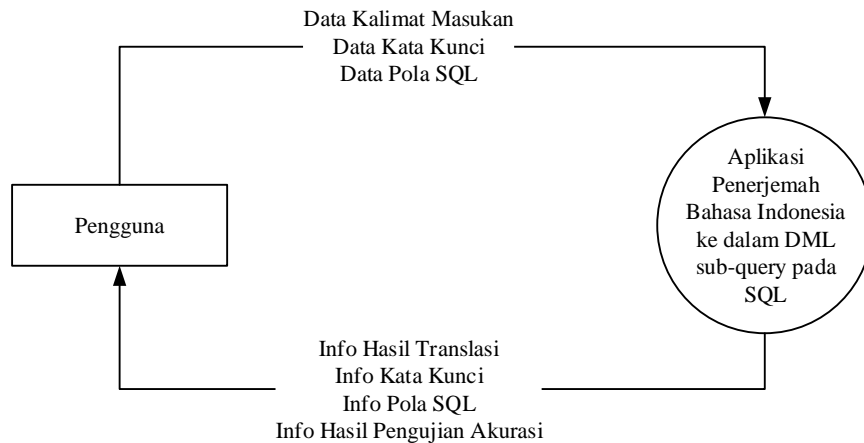 Data Kalimat Masukan
Data Kata Kunci
Data Pola SQL
Pengguna
Aplikasi
Penerjemah
Bahasa Indonesia
ke dalam DML
sub-query pada
SQL
Info Hasil Translasi
Info Kata Kunci
Info Pola SQL
Info Hasil Pengujian Akurasi